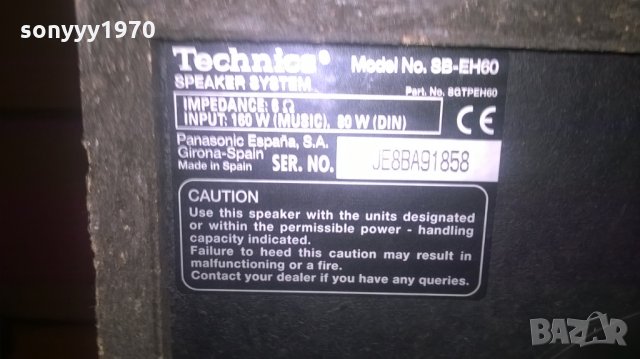 sonyyy1970
Technics® Model No. SB-EH60
SPEAKER SYSTEM Part. No. SGTPEH60
IMPEDANCE: 6 Ω
INPUT: 160 W (MUSIC), 80 W (DIN)
CE
Panasonic España, S.A.
Girona-Spain
Made in Spain SER. NO. JE8BA91858
CAUTION
Use this speaker with the units designated
or within the permissible power - handling
capacity indicated.
Failure to heed this caution may result in
malfunctioning or a fire.
Contact your dealer if you have any queries.
BAZAR